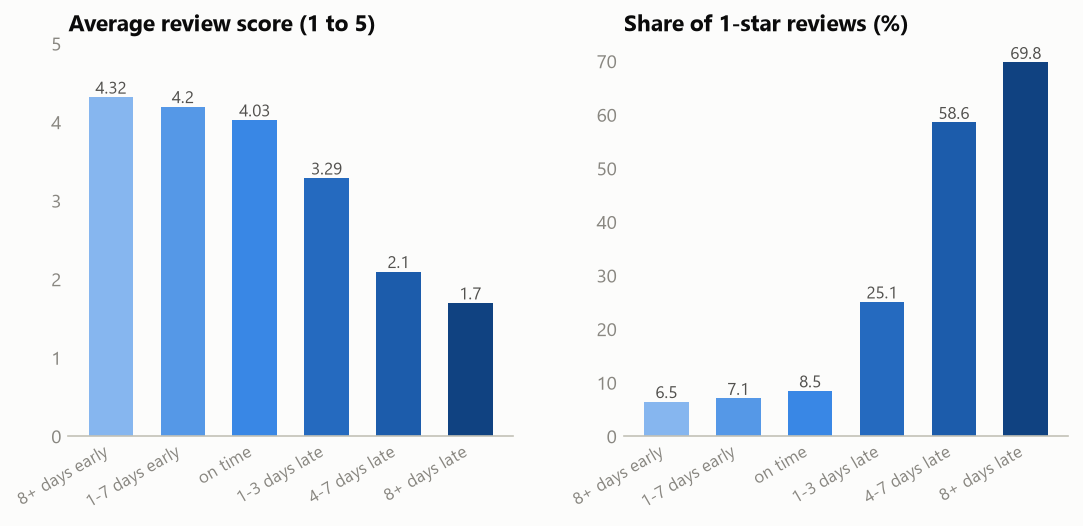 Average review score (1 to 5)
5
4
3
2
1
0
4.32
4.2
4.03
3.29
2.1
1.7
8+ days early
1-7 days early
on time
1-3 days late
4-7 days late
8+ days late
Share of 1-star reviews (%)
70
60
50
40
30
20
10
0
6.5
7.1
8.5
25.1
58.6
69.8
8+ days early
1-7 days early
on time
1-3 days late
4-7 days late
8+ days late